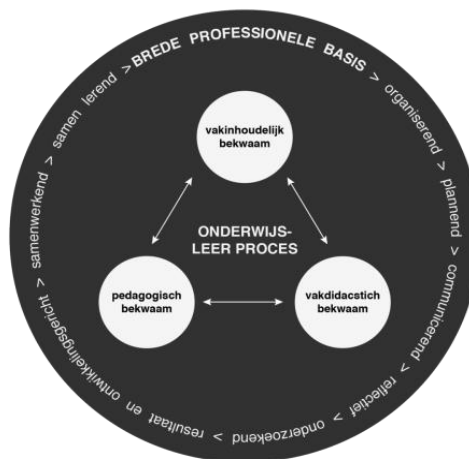 BREDE PROFESSIONELE BASIS > organiserend > plannend > communicerend > reflectief > onderzoekend > resultaat en ontwikkelingsgericht > samenwerkend > samen lerend >
vakinhoudelijk
bekwaam
ONDERWIJS-
LEER PROCES
pedagogisch
bekwaam
vakdidacstich
bekwaam